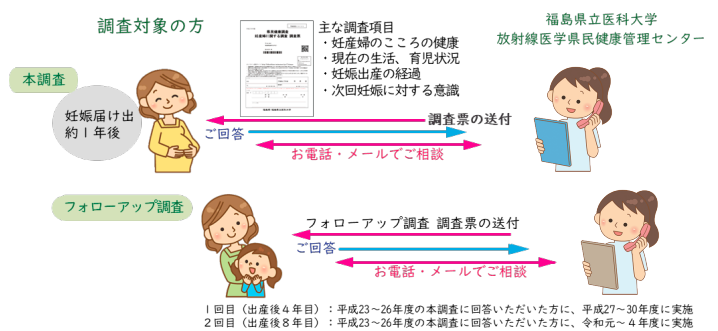 調査対象の方
主な調査項目
・妊産婦のこころの健康
・現在の生活、育児状況
・妊娠出産の経過
・次回妊娠に対する意識
福島県立医科大学
放射線医学県民健康管理センター
本調査
妊娠届け出
約1年後
調査票の送付
ご回答
お電話・メールでご相談
フォローアップ調査
フォローアップ調査 調査票の送付
ご回答
お電話・メールでご相談
1回目（出産後4年目）：平成23～26年度の本調査に回答いただいた方に、平成27～30年度に実施
2回目（出産後8年目）：平成23～26年度の本調査に回答いただいた方に、令和元～4年度に実施